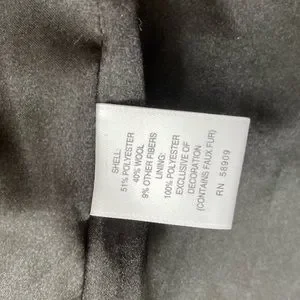 SHELL:
51% POLYESTER
40% WOOL
9% OTHER FIBERS
LINING:
100% POLYESTER
EXCLUSIVE OF
DECORATION
(CONTAINS FAUX FUR)
RN 58909